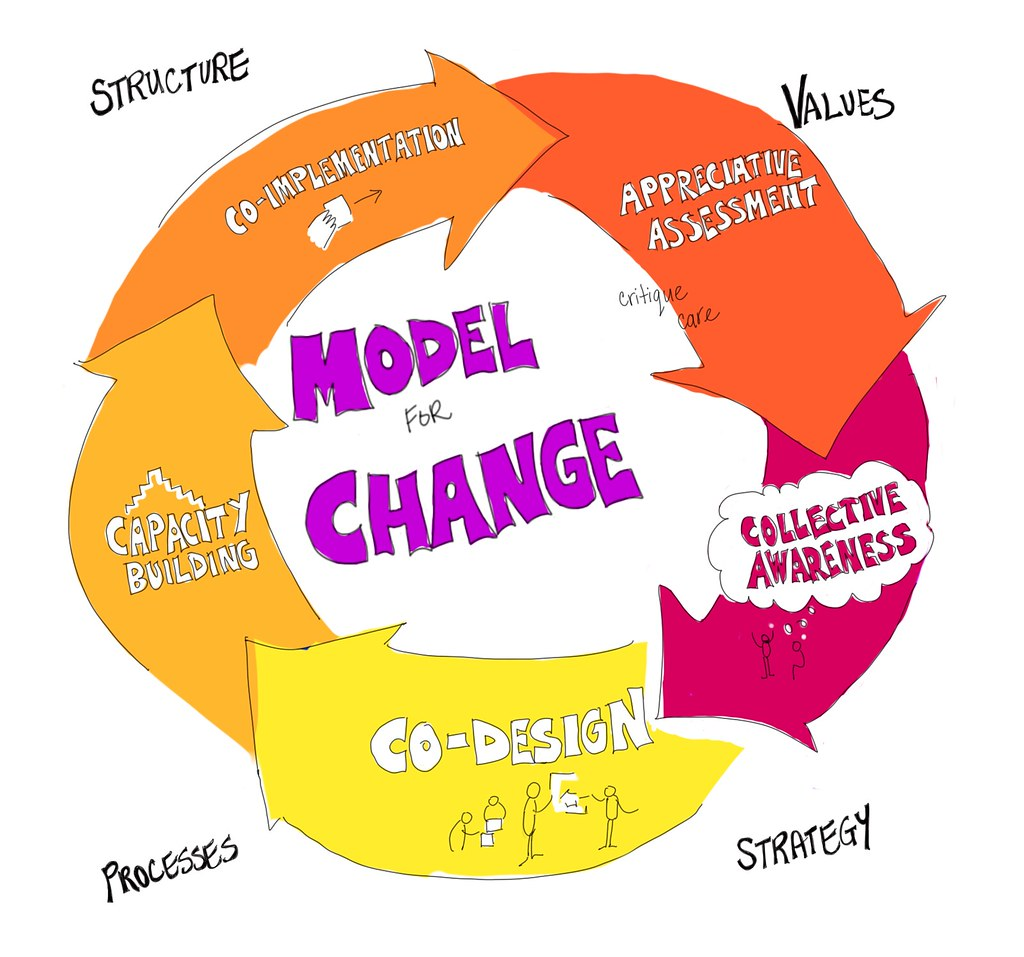 STRUCTURE
VALUES
CO-IMPLEMENTATION
APPRECIATIVE
ASSESSMENT
critique
care
MODEL
FOR
CHANGE
COLLECTIVE
AWARENESS
CAPACITY
BUILDING
CO-DESIGN
PROCESSES
STRATEGY